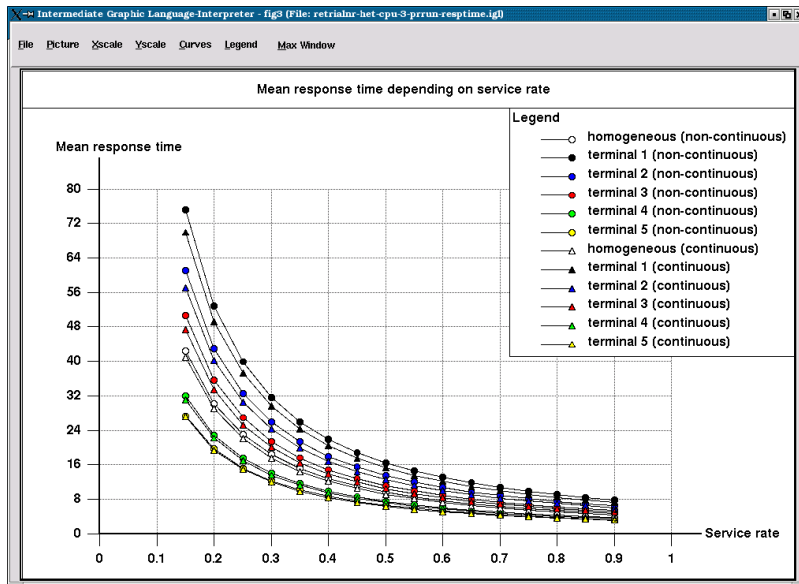 Intermediate Graphic Language-Interpreter - fig3 (File: retrialnr-het-cpu-3-prrun-resptime.igl)
File Picture Xscale Yscale Curves Legend Max Window
Mean response time depending on service rate
Legend
homogeneous (non-continuous)
terminal 1 (non-continuous)
terminal 2 (non-continuous)
terminal 3 (non-continuous)
terminal 4 (non-continuous)
terminal 5 (non-continuous)
homogeneous (continuous)
terminal 1 (continuous)
terminal 2 (continuous)
terminal 3 (continuous)
terminal 4 (continuous)
terminal 5 (continuous)
Mean response time
80
72
64
56
48
40
32
24
16
8
0
Service rate
0 0.1 0.2 0.3 0.4 0.5 0.6 0.7 0.8 0.9 1